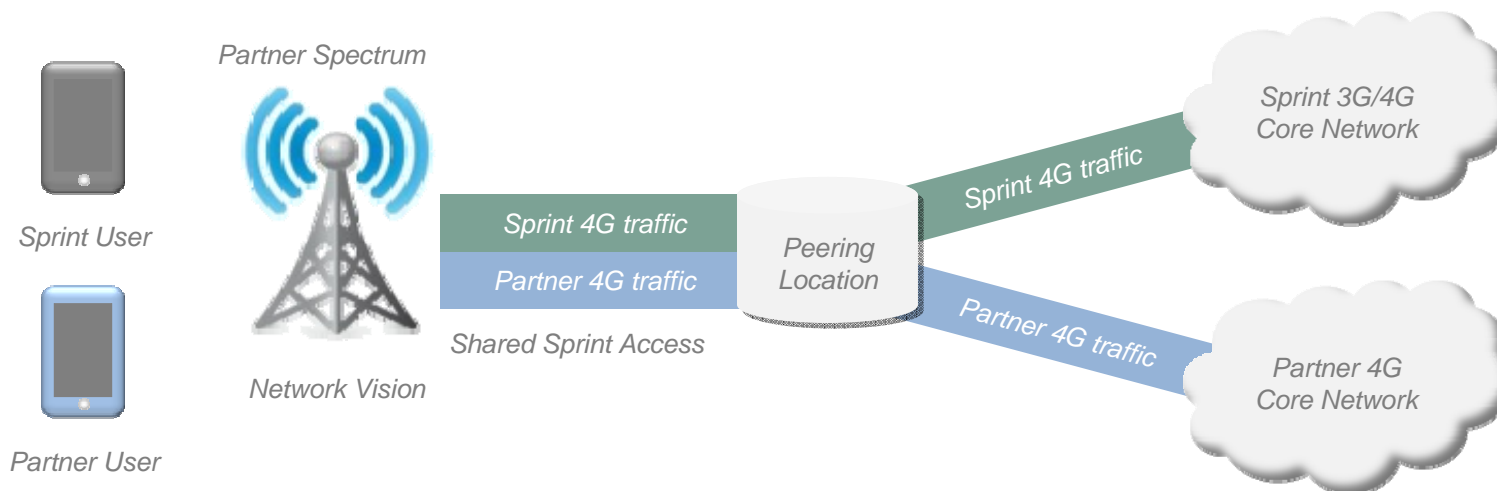 Partner Spectrum
Sprint User
Partner User
Network Vision
Sprint 4G traffic
Partner 4G traffic
Shared Sprint Access
Peering
Location
Sprint 4G traffic
Partner 4G traffic
Sprint 3G/4G
Core Network
Partner 4G
Core Network